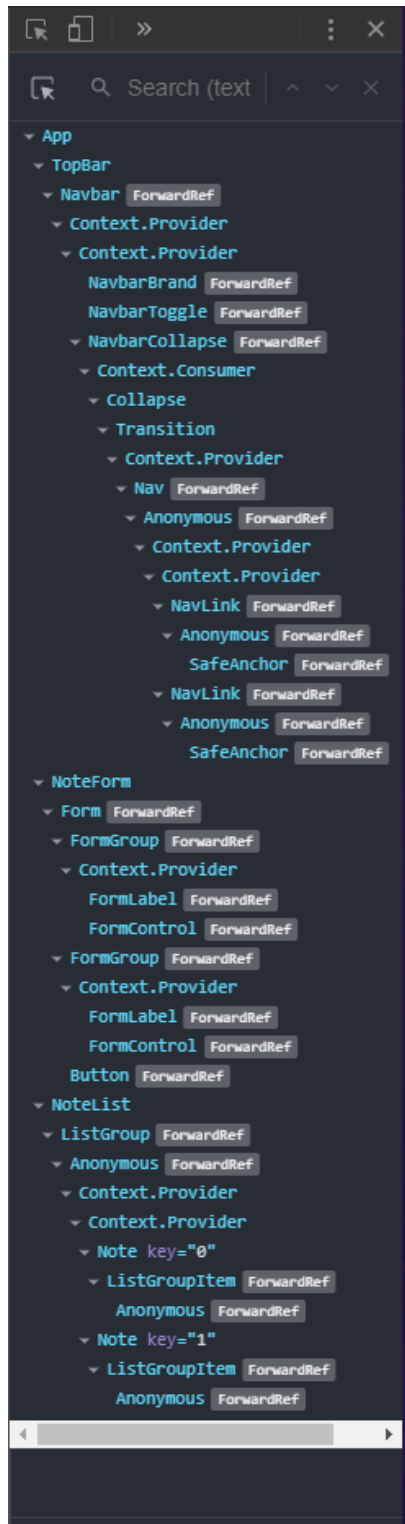 Search (text
App
TopBar
Navbar ForwardRef
Context.Provider
Context.Provider
NavbarBrand ForwardRef
NavbarToggle ForwardRef
NavbarCollapse ForwardRef
Context.Consumer
Collapse
Transition
Context.Provider
Nav ForwardRef
Anonymous ForwardRef
Context.Provider
Context.Provider
NavLink ForwardRef
Anonymous ForwardRef
SafeAnchor ForwardRef
NavLink ForwardRef
Anonymous ForwardRef
SafeAnchor ForwardRef
NoteForm
Form ForwardRef
FormGroup ForwardRef
Context.Provider
FormLabel ForwardRef
FormControl ForwardRef
FormGroup ForwardRef
Context.Provider
FormLabel ForwardRef
FormControl ForwardRef
Button ForwardRef
NoteList
ListGroup ForwardRef
Anonymous ForwardRef
Context.Provider
Context.Provider
Note key="0"
ListGroupItem ForwardRef
Anonymous ForwardRef
Note key="1"
ListGroupItem ForwardRef
Anonymous ForwardRef